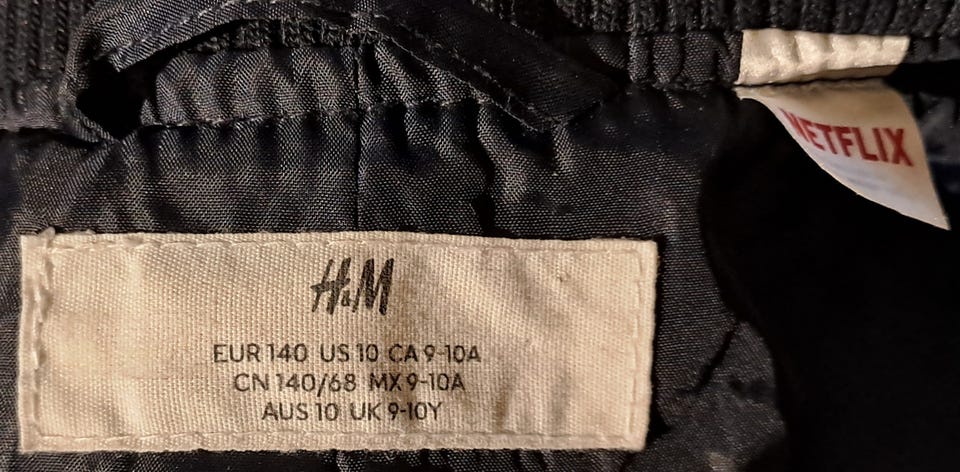 NETFLIX
H&M
EUR 140 US 10 CA 9-10A
CN 140/68 MX 9-10A
AUS 10 UK 9-10Y